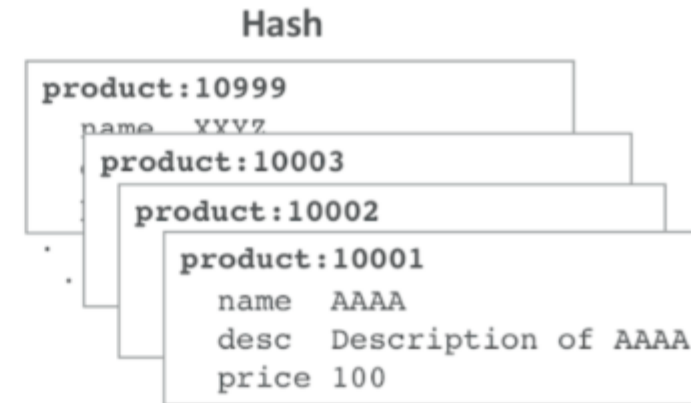 Hash
product:10999
name XXYZ
product:10003
product:10002
product:10001
name AAAA
desc Description of AAAA
price 100